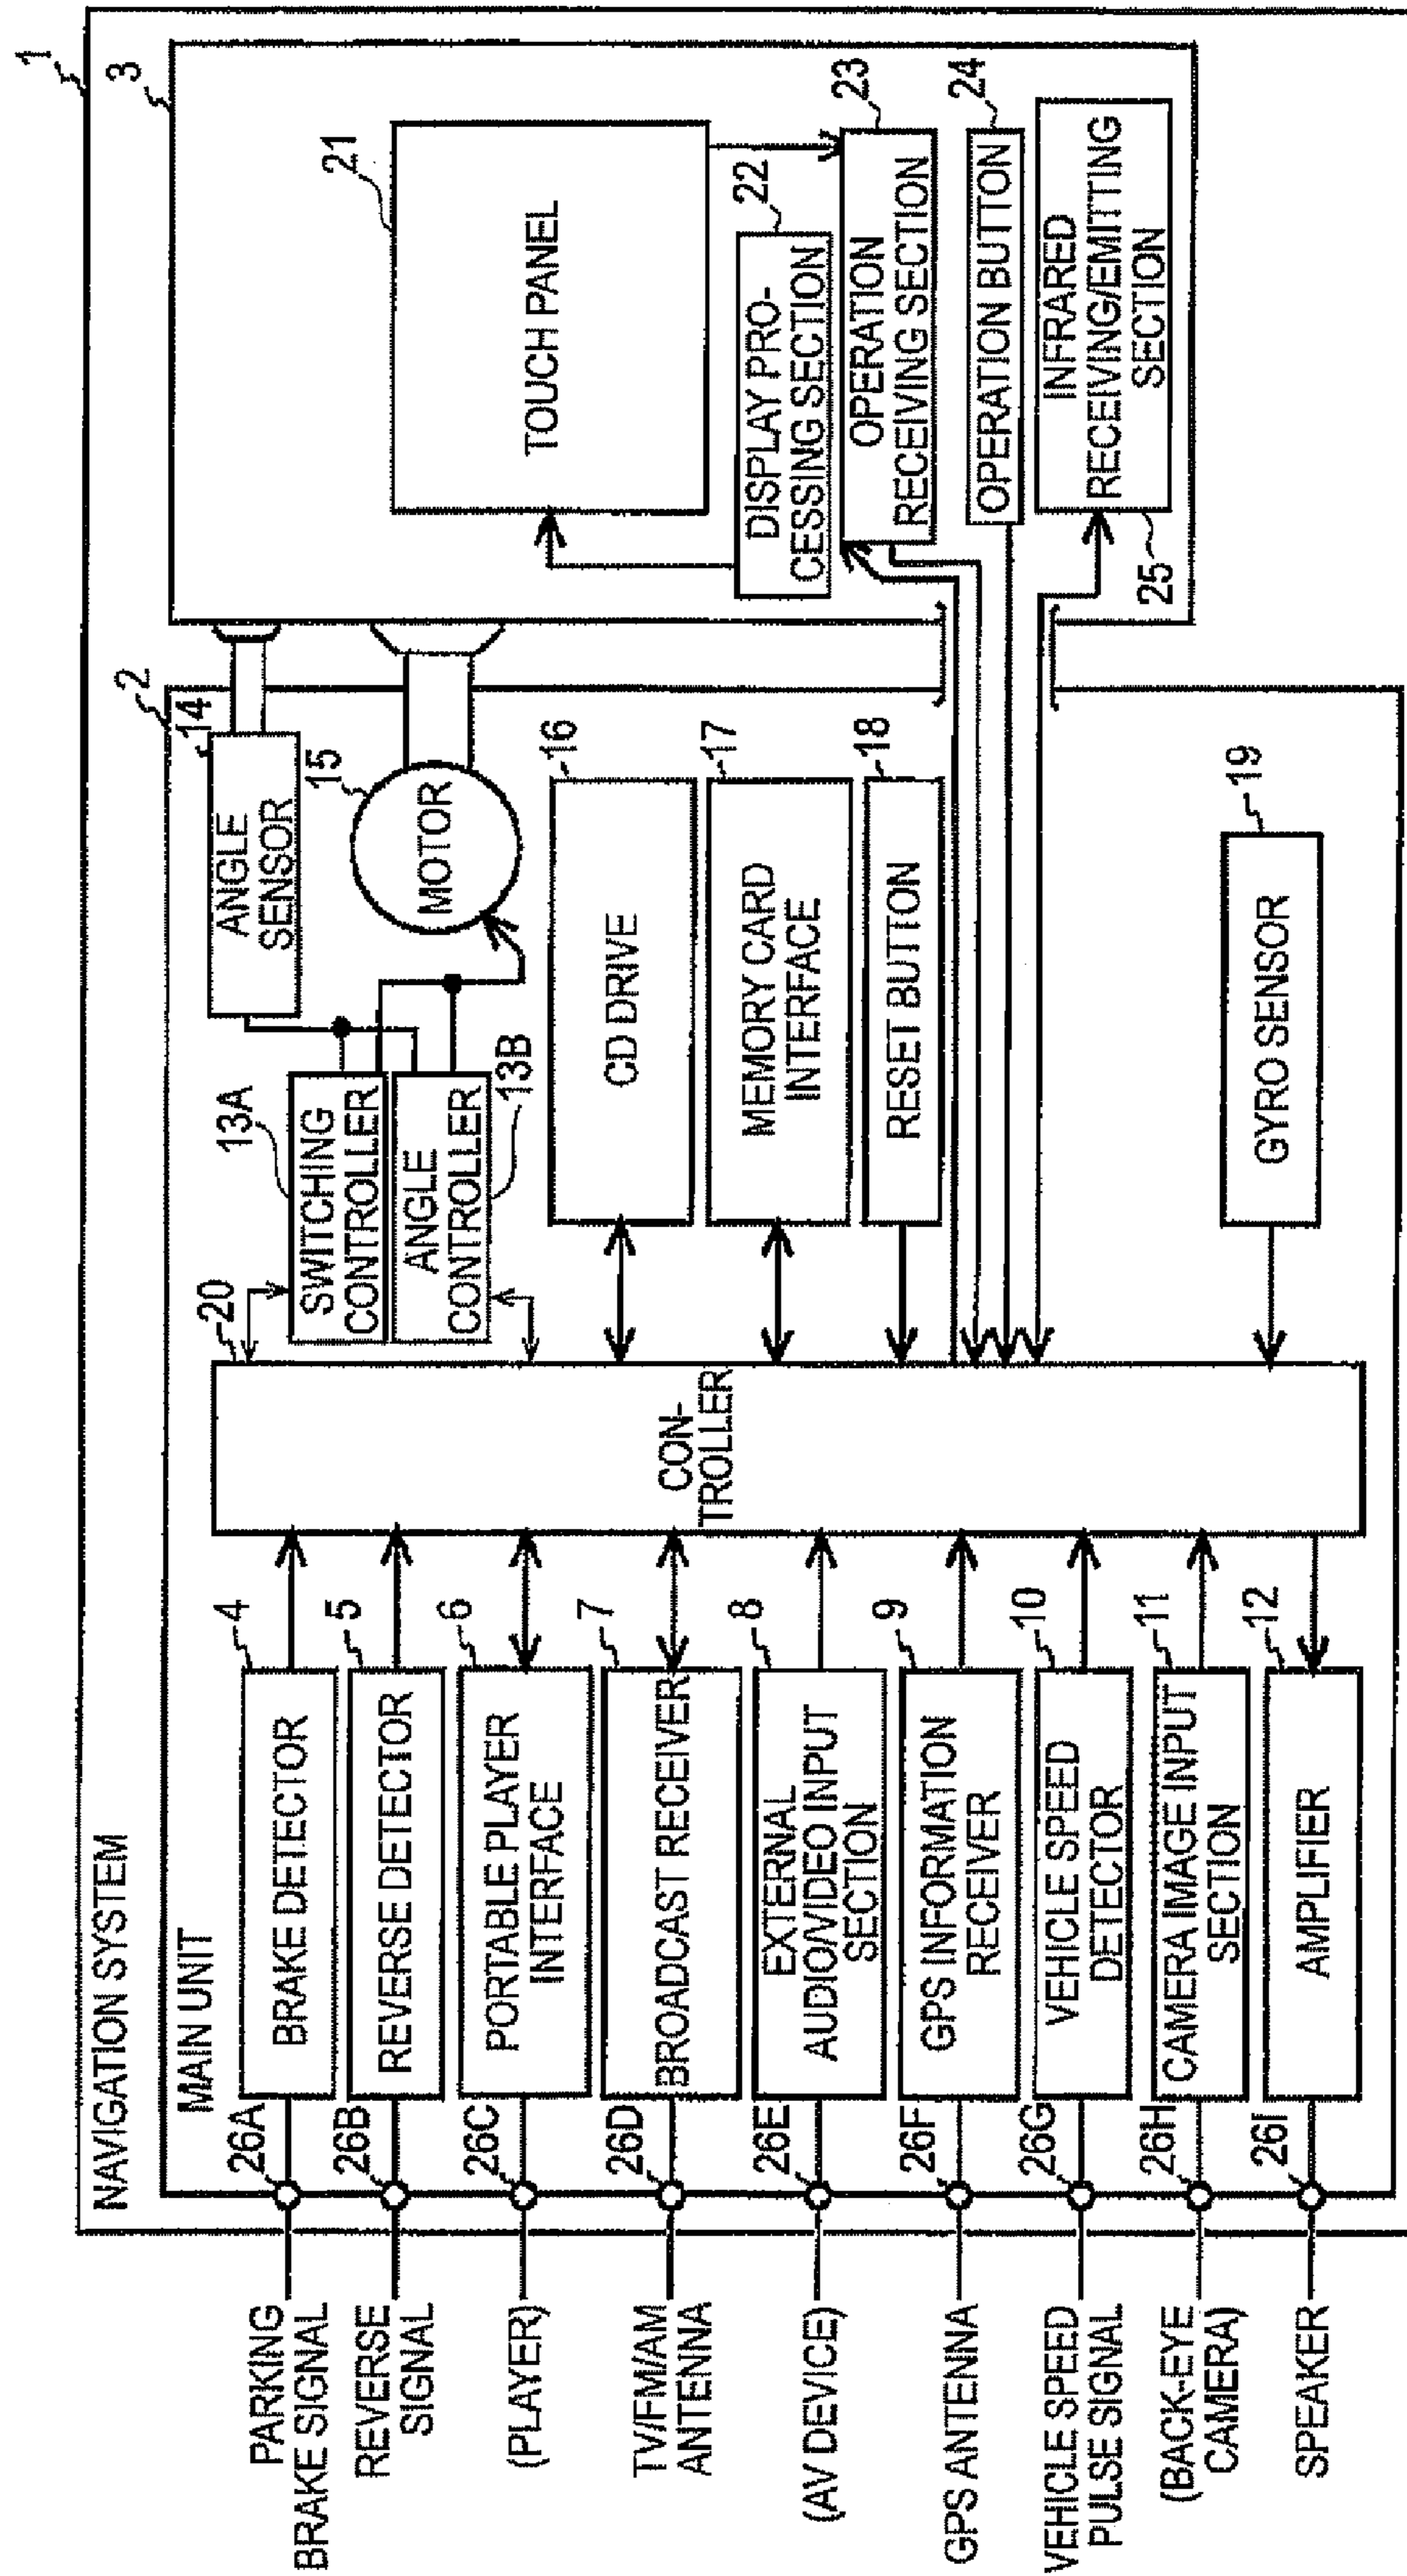 NAVIGATION SYSTEM
1
MAIN UNIT
2
3
PARKING
BRAKE SIGNAL
26A
BRAKE DETECTOR
4
REVERSE
SIGNAL
26B
REVERSE DETECTOR
5
(PLAYER)
26C
PORTABLE PLAYER
INTERFACE
6
TV/FM/AM
ANTENNA
26D
BROADCAST RECEIVER
7
(AV DEVICE)
26E
EXTERNAL
AUDIO/VIDEO INPUT
SECTION
8
GPS ANTENNA
26F
GPS INFORMATION
RECEIVER
9
VEHICLE SPEED
PULSE SIGNAL
26G
VEHICLE SPEED
DETECTOR
10
(BACK-EYE
CAMERA)
26H
CAMERA IMAGE INPUT
SECTION
11
SPEAKER
26I
AMPLIFIER
12
CON-
TROLLER
20
13A
SWITCHING
CONTROLLER
ANGLE
CONTROLLER
13B
14
ANGLE
SENSOR
15
MOTOR
CD DRIVE
16
MEMORY CARD
INTERFACE
17
RESET BUTTON
18
GYRO SENSOR
19
TOUCH PANEL
21
DISPLAY PRO-
CESSING SECTION
22
OPERATION
RECEIVING SECTION
23
OPERATION BUTTON
24
INFRARED
RECEIVING/EMITTING
SECTION
25